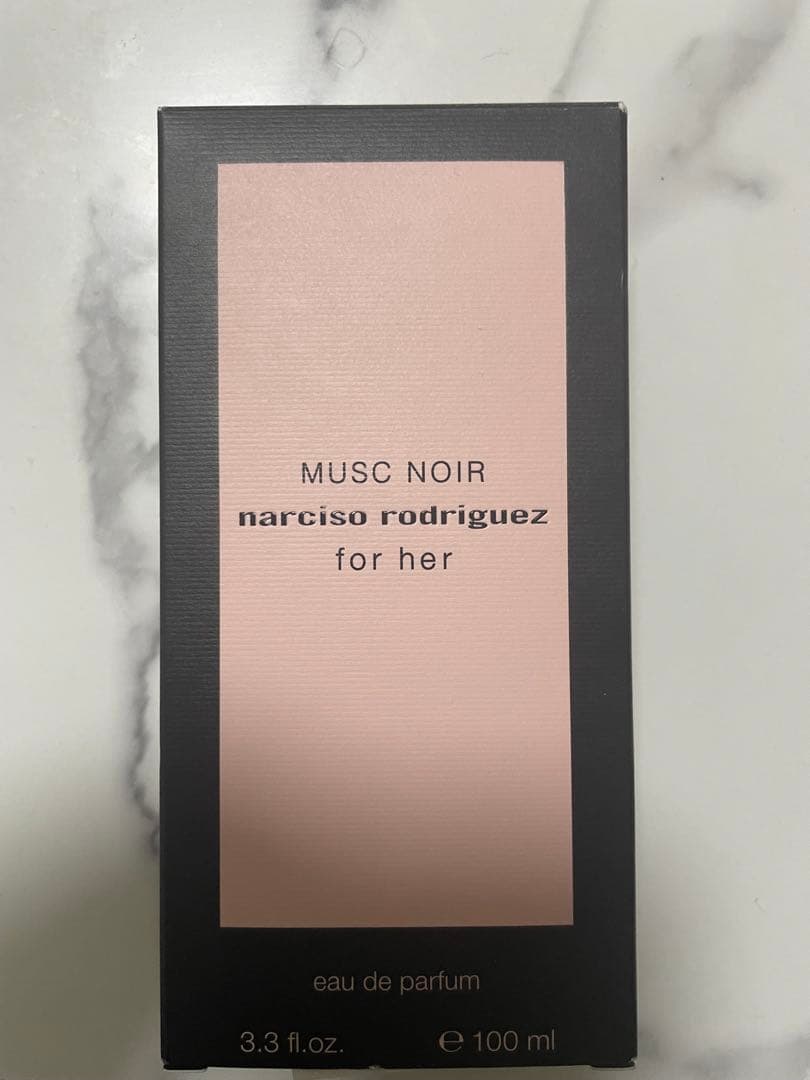 MUSC NOIR
narciso rodriguez
for her
eau de parfum
3.3 fl.oz. ℮ 100 ml